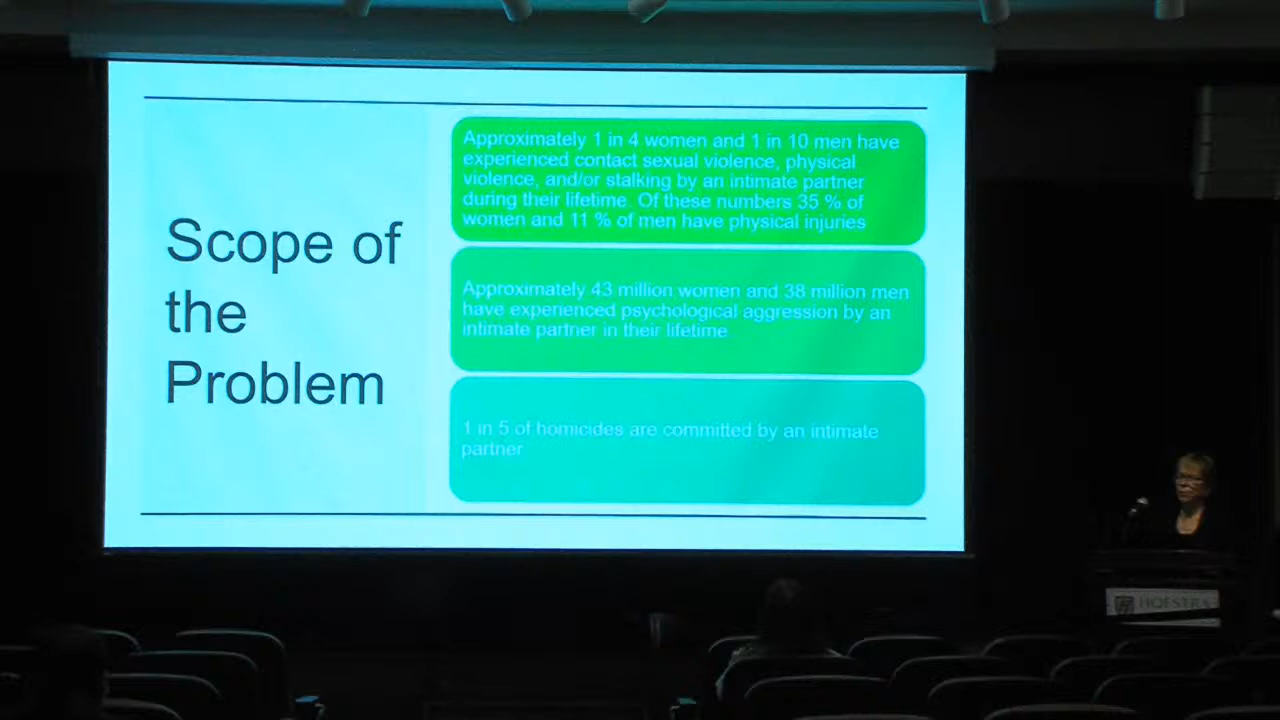 Scope of
the
Problem
Approximately 1 in 4 women and 1 in 10 men have
experienced contact sexual violence, physical
violence, and/or stalking by an intimate partner
during their lifetime. Of these numbers 35 % of
women and 11 % of men have physical injuries
Approximately 43 million women and 38 million men
have experienced psychological aggression by an
intimate partner in their lifetime
1 in 5 of homicides are committed by an intimate
partner
HOFSTRA